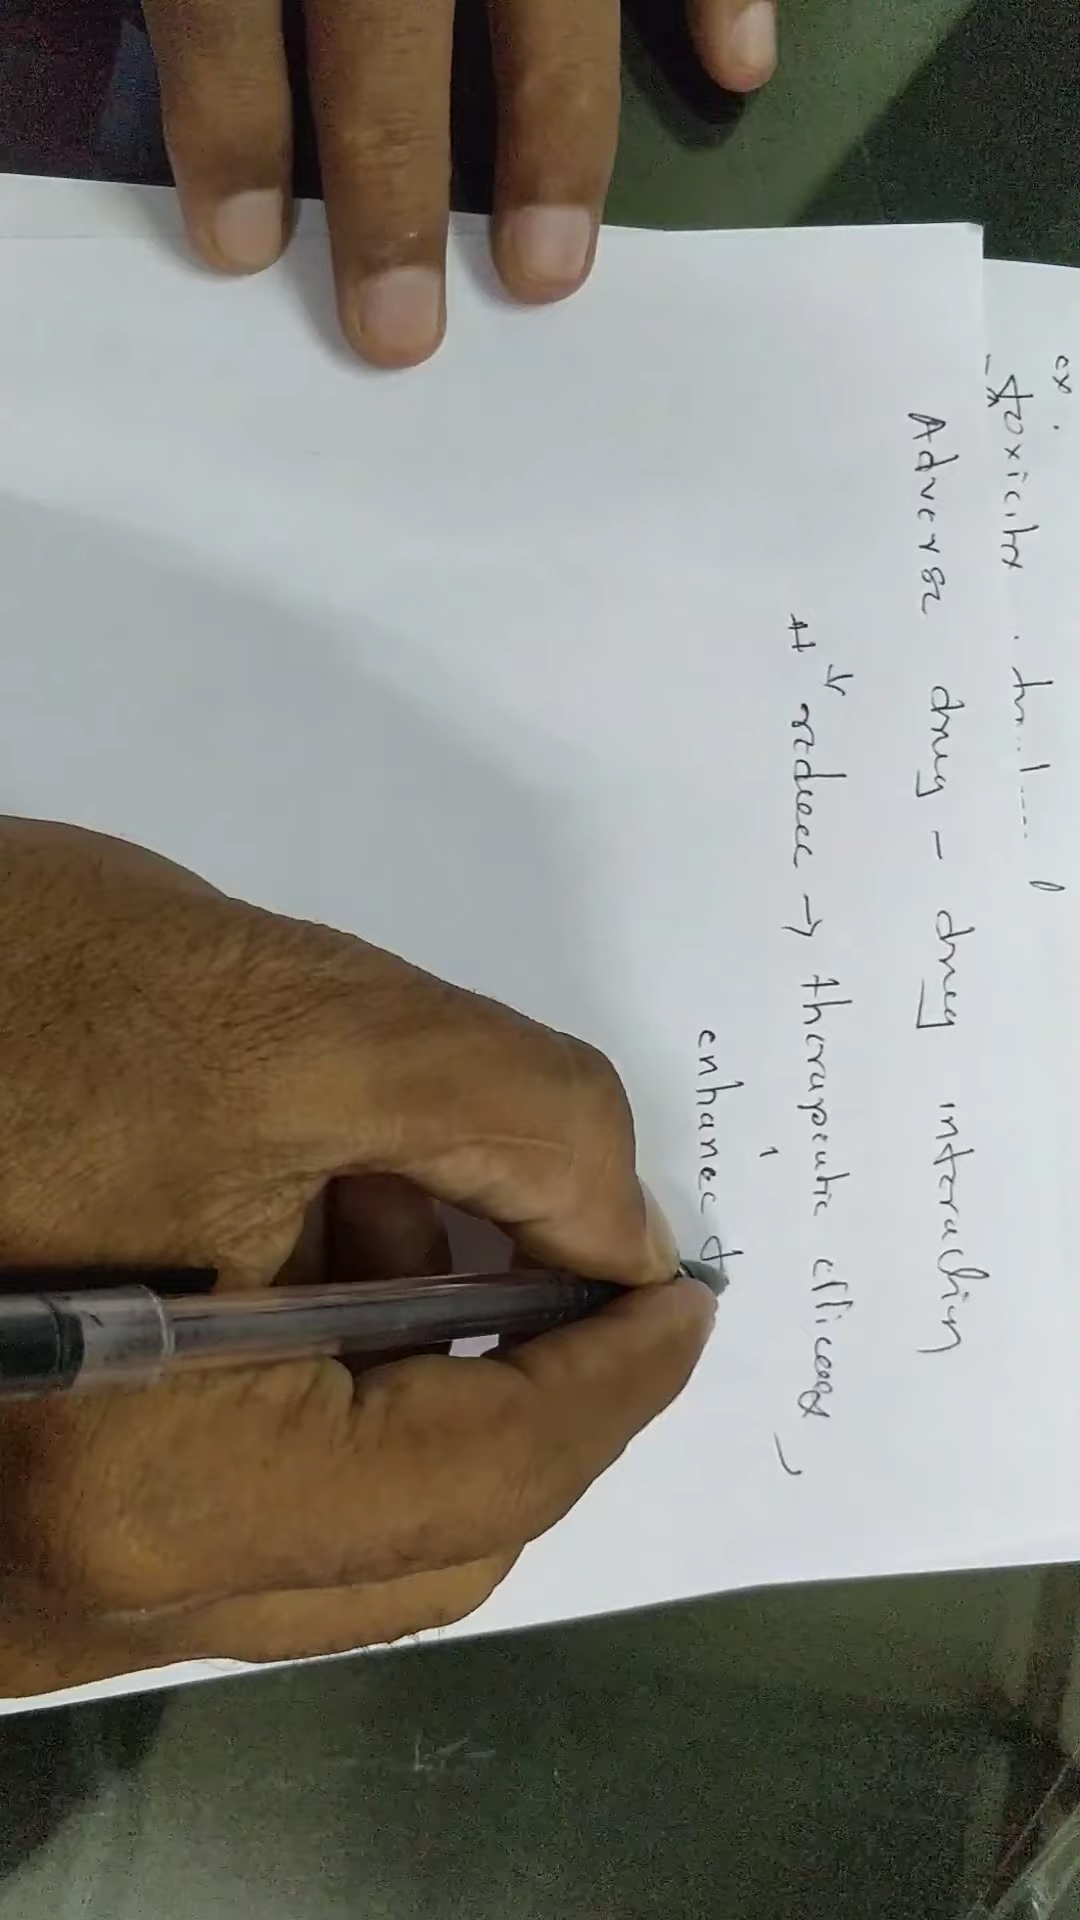 ex.
toxicity.
Adverse drug - drug interaction
↓ reduce → therapeutic efficacy,
enhance t